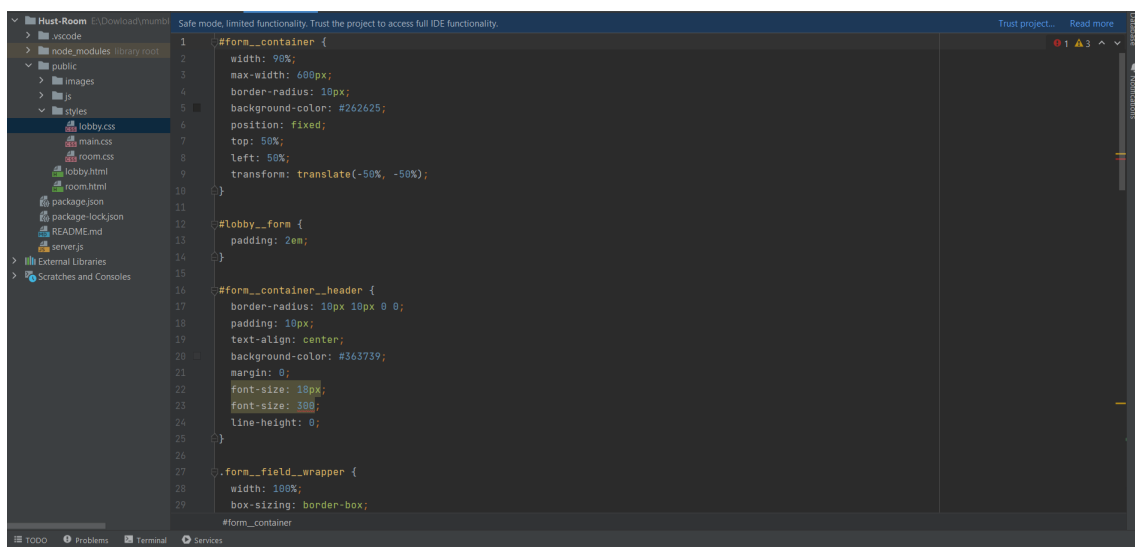 Hust-Room E:\Dowload\mumbl
.vscode
node_modules library root
public
images
js
styles
lobby.css
main.css
room.css
lobby.html
room.html
package.json
package-lock.json
README.md
server.js
External Libraries
Scratches and Consoles
Safe mode, limited functionality. Trust the project to access full IDE functionality. Trust project... Read more
1 #form__container {
2 width: 90%;
3 max-width: 600px;
4 border-radius: 10px;
5 background-color: #262625;
6 position: fixed;
7 top: 50%;
8 left: 50%;
9 transform: translate(-50%, -50%);
10 }
11
12 #lobby__form {
13 padding: 2em;
14 }
15
16 #form__container__header {
17 border-radius: 10px 10px 0 0;
18 padding: 10px;
19 text-align: center;
20 background-color: #363739;
21 margin: 0;
22 font-size: 18px;
23 font-size: 300;
24 line-height: 0;
25 }
26
27 .form__field__wrapper {
28 width: 100%;
29 box-sizing: border-box;
1 3
#form__container
Database
Notifications
TODO Problems Terminal Services